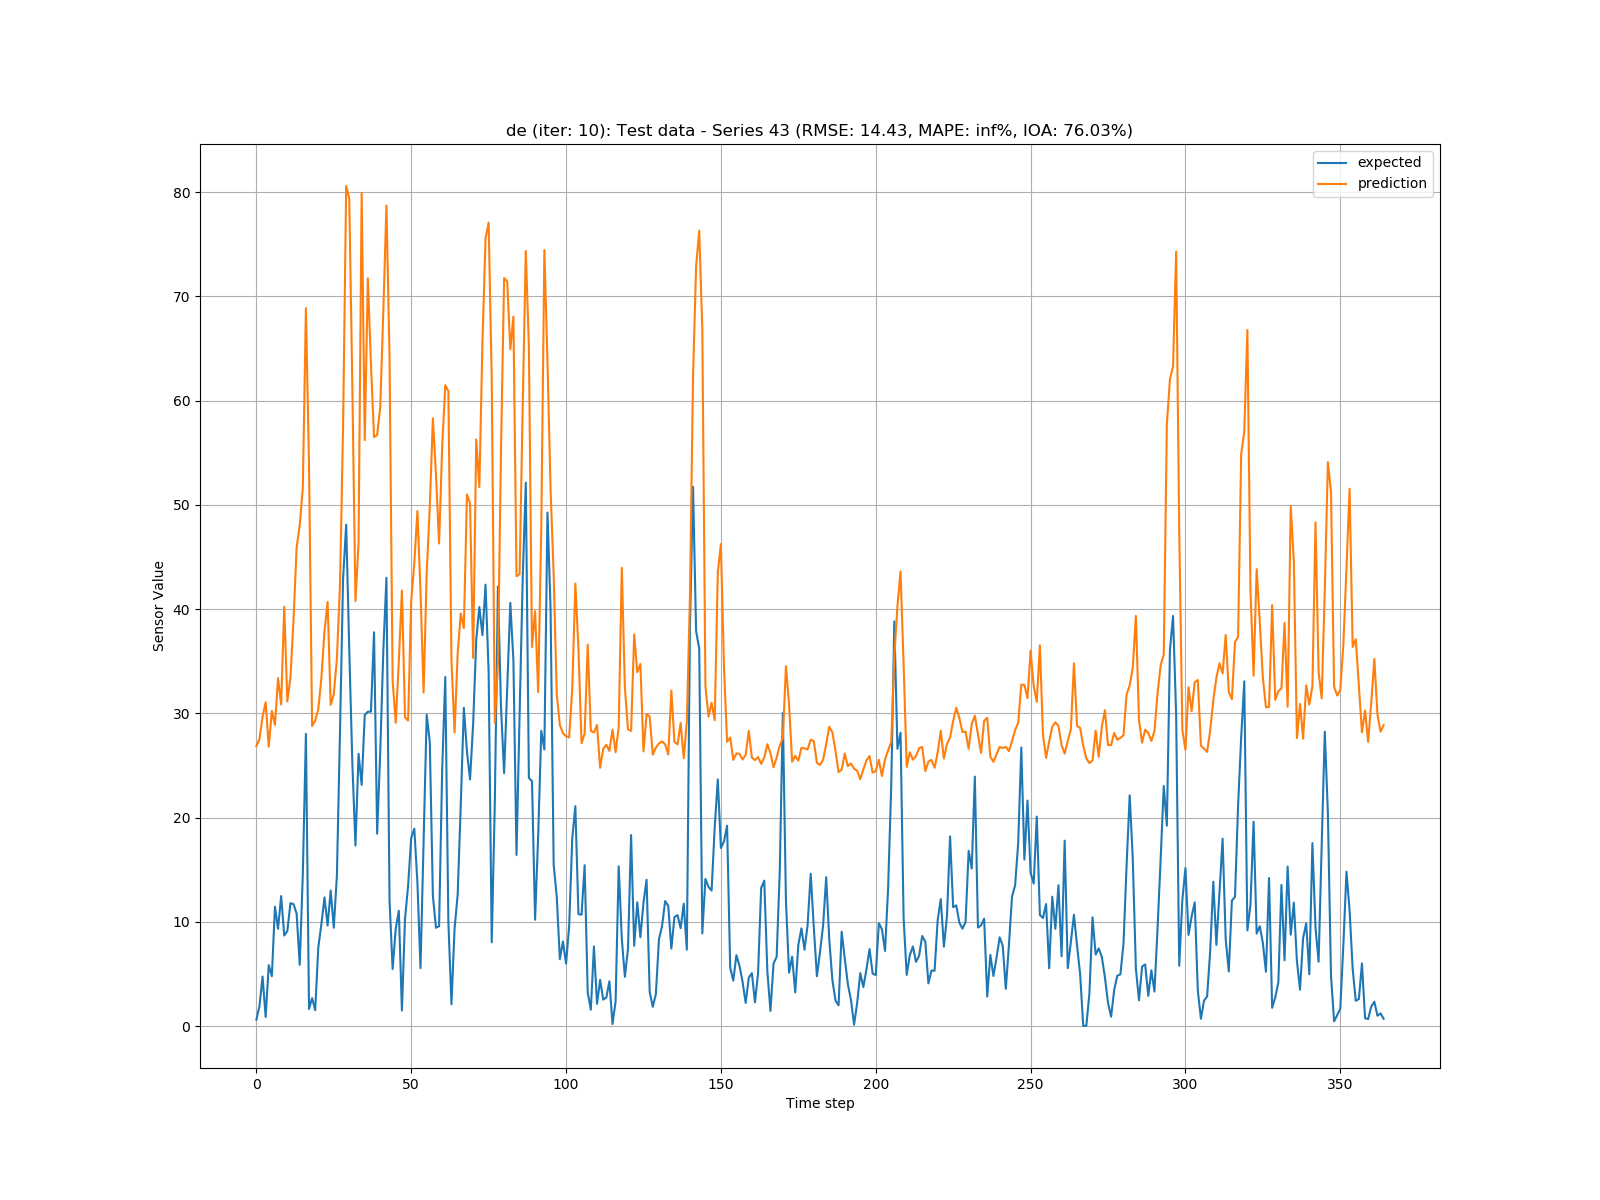 de (iter: 10): Test data - Series 43 (RMSE: 14.43, MAPE: inf%, IOA: 76.03%)
expected
prediction
80
70
60
50
40
30
20
10
0
Sensor Value
0 50 100 150 200 250 300 350
Time step